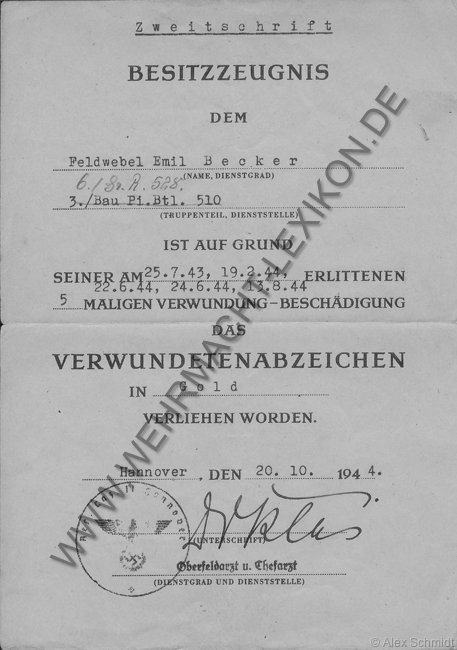 Zweitschrift
BESITZZEUGNIS
DEM
Feldwebel Emil Becker
(NAME, DIENSTGRAD)
6./Gr.R. 528.
3./Bau Pi.Btl. 510
(TRUPPENTEIL, DIENSTSTELLE)
IST AUF GRUND
SEINER AM 25.7.43, 19.2.44, ERLITTENEN
22.6.44, 24.6.44, 13.8.44
5 MALIGEN VERWUNDUNG–BESCHÄDIGUNG
DAS
VERWUNDETENABZEICHEN
IN Gold
VERLIEHEN WORDEN.
Hannover, DEN 20.10. 1944.
(UNTERSCHRIFT)
Oberfeldarzt u. Chefarzt
(DIENSTGRAD UND DIENSTSTELLE)
WWW.WEHRMACHT-LEXIKON.DE
© Alex Schmidt